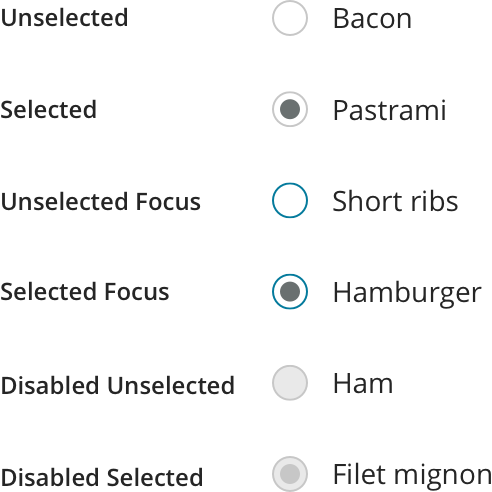 Unselected Bacon
Selected Pastrami
Unselected Focus Short ribs
Selected Focus Hamburger
Disabled Unselected Ham
Disabled Selected Filet mignon